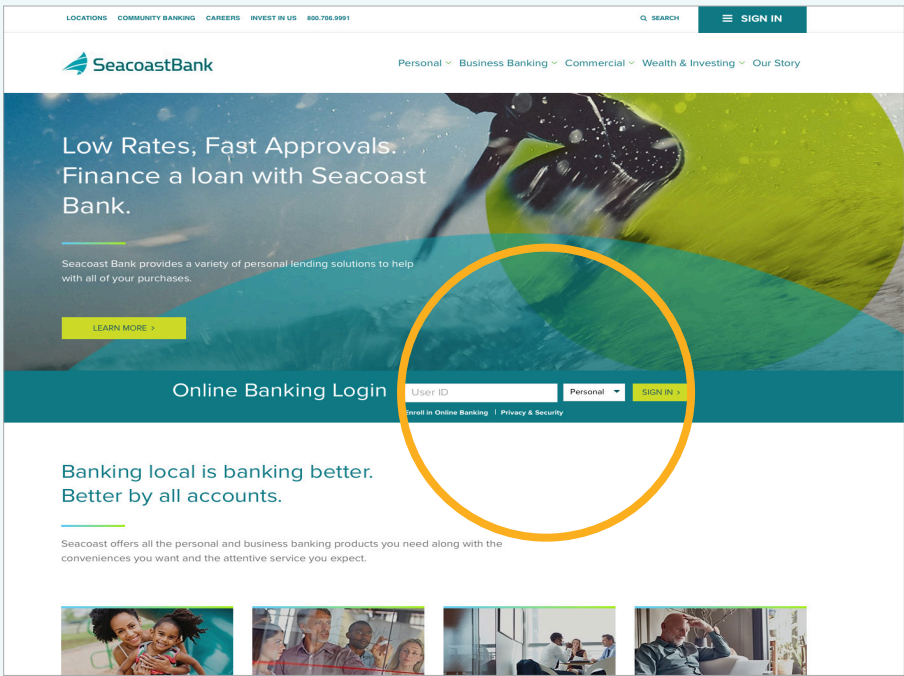 LOCATIONS COMMUNITY BANKING CAREERS INVEST IN US 800.706.9991 SEARCH SIGN IN
SeacoastBank Personal Business Banking Commercial Wealth & Investing Our Story
Low Rates, Fast Approvals.
Finance a loan with Seacoast
Bank.
Seacoast Bank provides a variety of personal lending solutions to help
with all of your purchases.
LEARN MORE >
Online Banking Login User ID Personal SIGN IN >
Enroll in Online Banking | Privacy & Security
Banking local is banking better.
Better by all accounts.
Seacoast offers all the personal and business banking products you need along with the
conveniences you want and the attentive service you expect.